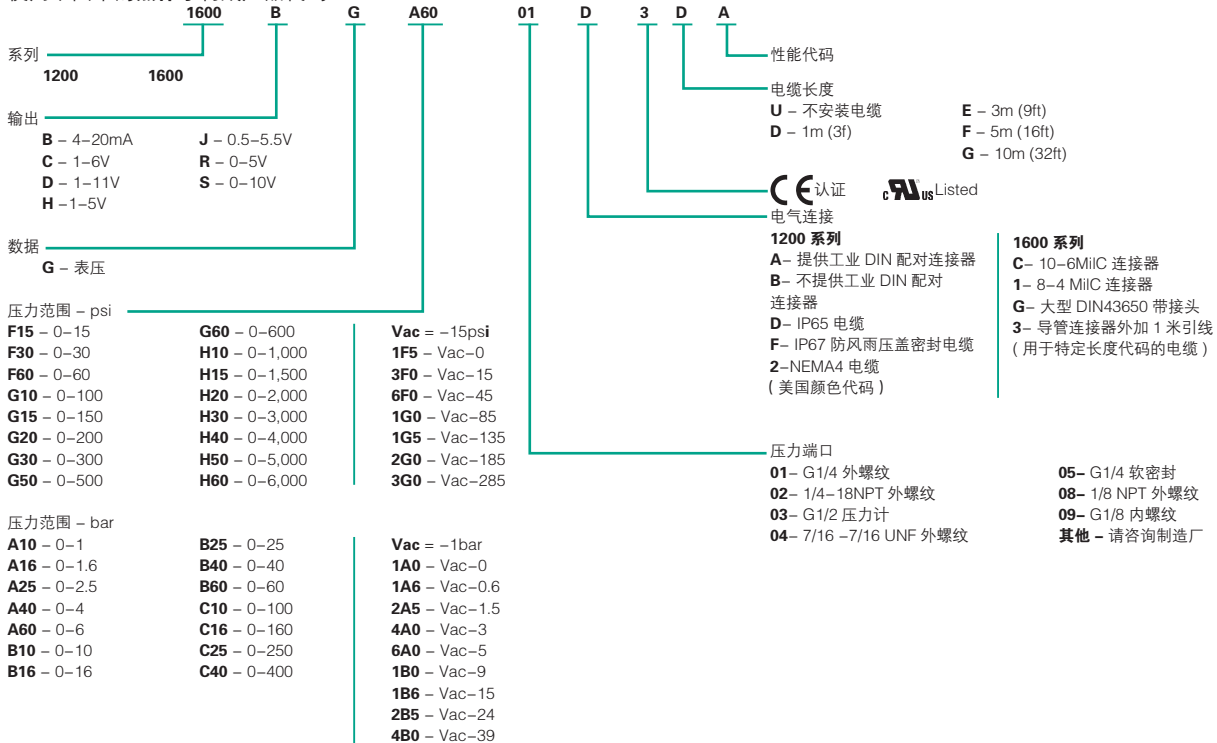 1600 B G A60 01 D 3 D A
系列
1200 1600
输出
B – 4–20mA
C – 1–6V
D – 1–11V
H –1–5V
J – 0.5–5.5V
R – 0–5V
S – 0–10V
数据
G – 表压
压力范围 – psi
F15 – 0–15
F30 – 0–30
F60 – 0–60
G10 – 0–100
G15 – 0–150
G20 – 0–200
G30 – 0–300
G50 – 0–500
G60 – 0–600
H10 – 0–1,000
H15 – 0–1,500
H20 – 0–2,000
H30 – 0–3,000
H40 – 0–4,000
H50 – 0–5,000
H60 – 0–6,000
Vac = –15psi
1F5 – Vac–0
3F0 – Vac–15
6F0 – Vac–45
1G0 – Vac–85
1G5 – Vac–135
2G0 – Vac–185
3G0 – Vac–285
压力范围 – bar
A10 – 0–1
A16 – 0–1.6
A25 – 0–2.5
A40 – 0–4
A60 – 0–6
B10 – 0–10
B16 – 0–16
B25 – 0–25
B40 – 0–40
B60 – 0–60
C10 – 0–100
C16 – 0–160
C25 – 0–250
C40 – 0–400
Vac = –1bar
1A0 – Vac–0
1A6 – Vac–0.6
2A5 – Vac–1.5
4A0 – Vac–3
6A0 – Vac–5
1B0 – Vac–9
1B6 – Vac–15
2B5 – Vac–24
4B0 – Vac–39
性能代码
电缆长度
U – 不安装电缆
D – 1m (3f)
E – 3m (9ft)
F – 5m (16ft)
G – 10m (32ft)
CE 认证 c RU US Listed
电气连接
1200 系列
A– 提供工业 DIN 配对连接器
B– 不提供工业 DIN 配对
连接器
D– IP65 电缆
F– IP67 防风雨压盖密封电缆
2–NEMA4 电缆
( 美国颜色代码 )
1600 系列
C– 10–6MilC 连接器
1– 8–4 MilC 连接器
G– 大型 DIN43650 带接头
3– 导管连接器外加 1 米引线
( 用于特定长度代码的电缆 )
压力端口
01– G1/4 外螺纹
02– 1/4–18NPT 外螺纹
03– G1/2 压力计
04– 7/16 –7/16 UNF 外螺纹
05– G1/4 软密封
08– 1/8 NPT 外螺纹
09– G1/8 内螺纹
其他 – 请咨询制造厂